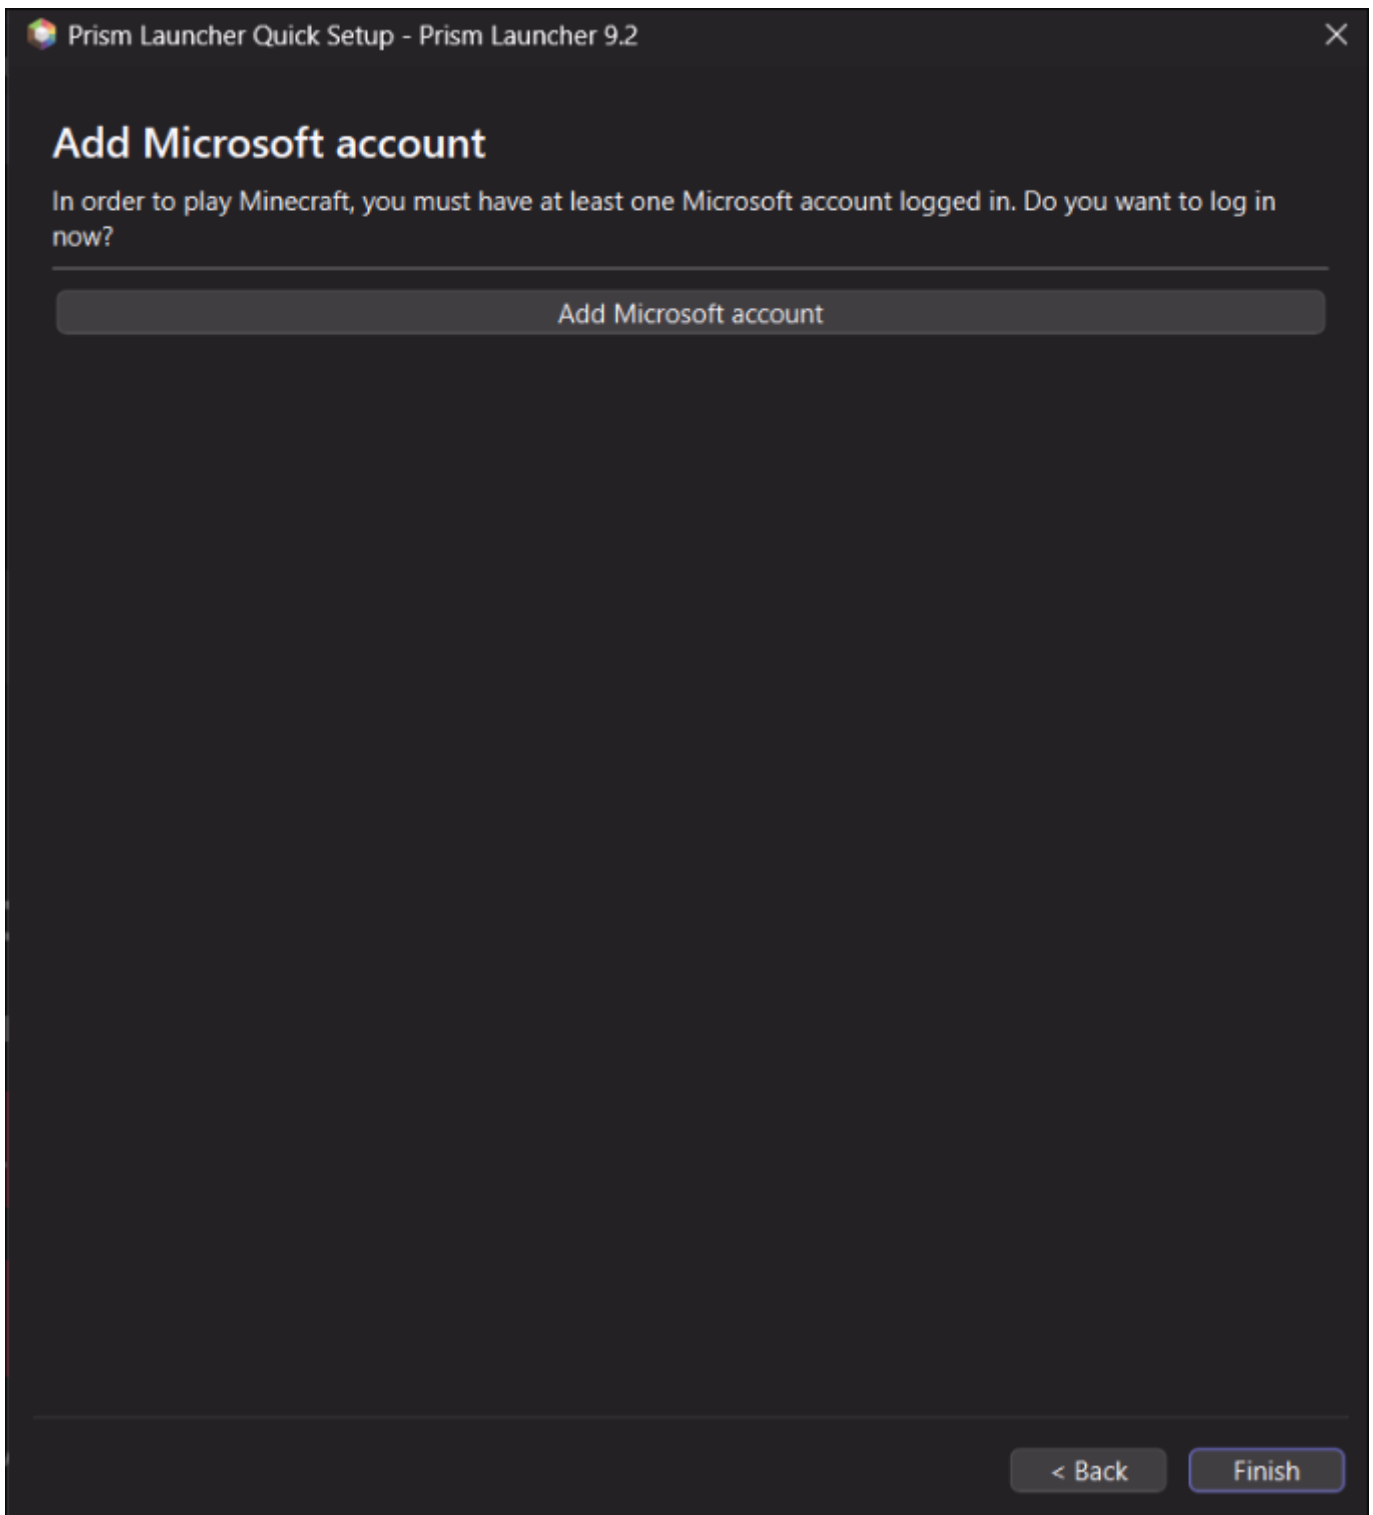 Prism Launcher Quick Setup - Prism Launcher 9.2
Add Microsoft account
In order to play Minecraft, you must have at least one Microsoft account logged in. Do you want to log in
now?
Add Microsoft account
< Back
Finish